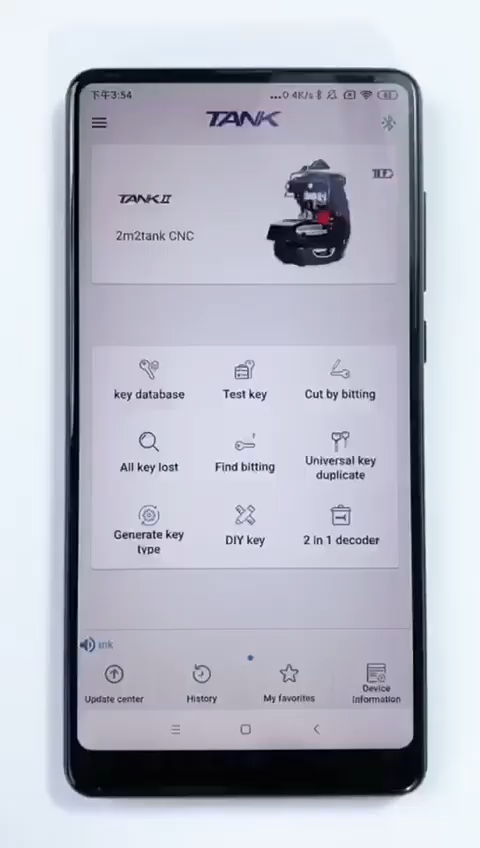 下午3:54
...0.4K/s
TANK
TANK II
2m2tank CNC
key database
Test key
Cut by bitting
All key lost
Find bitting
Universal key
duplicate
Generate key
type
DIY key
2 in 1 decoder
Update center
History
My favorites
Device
Information